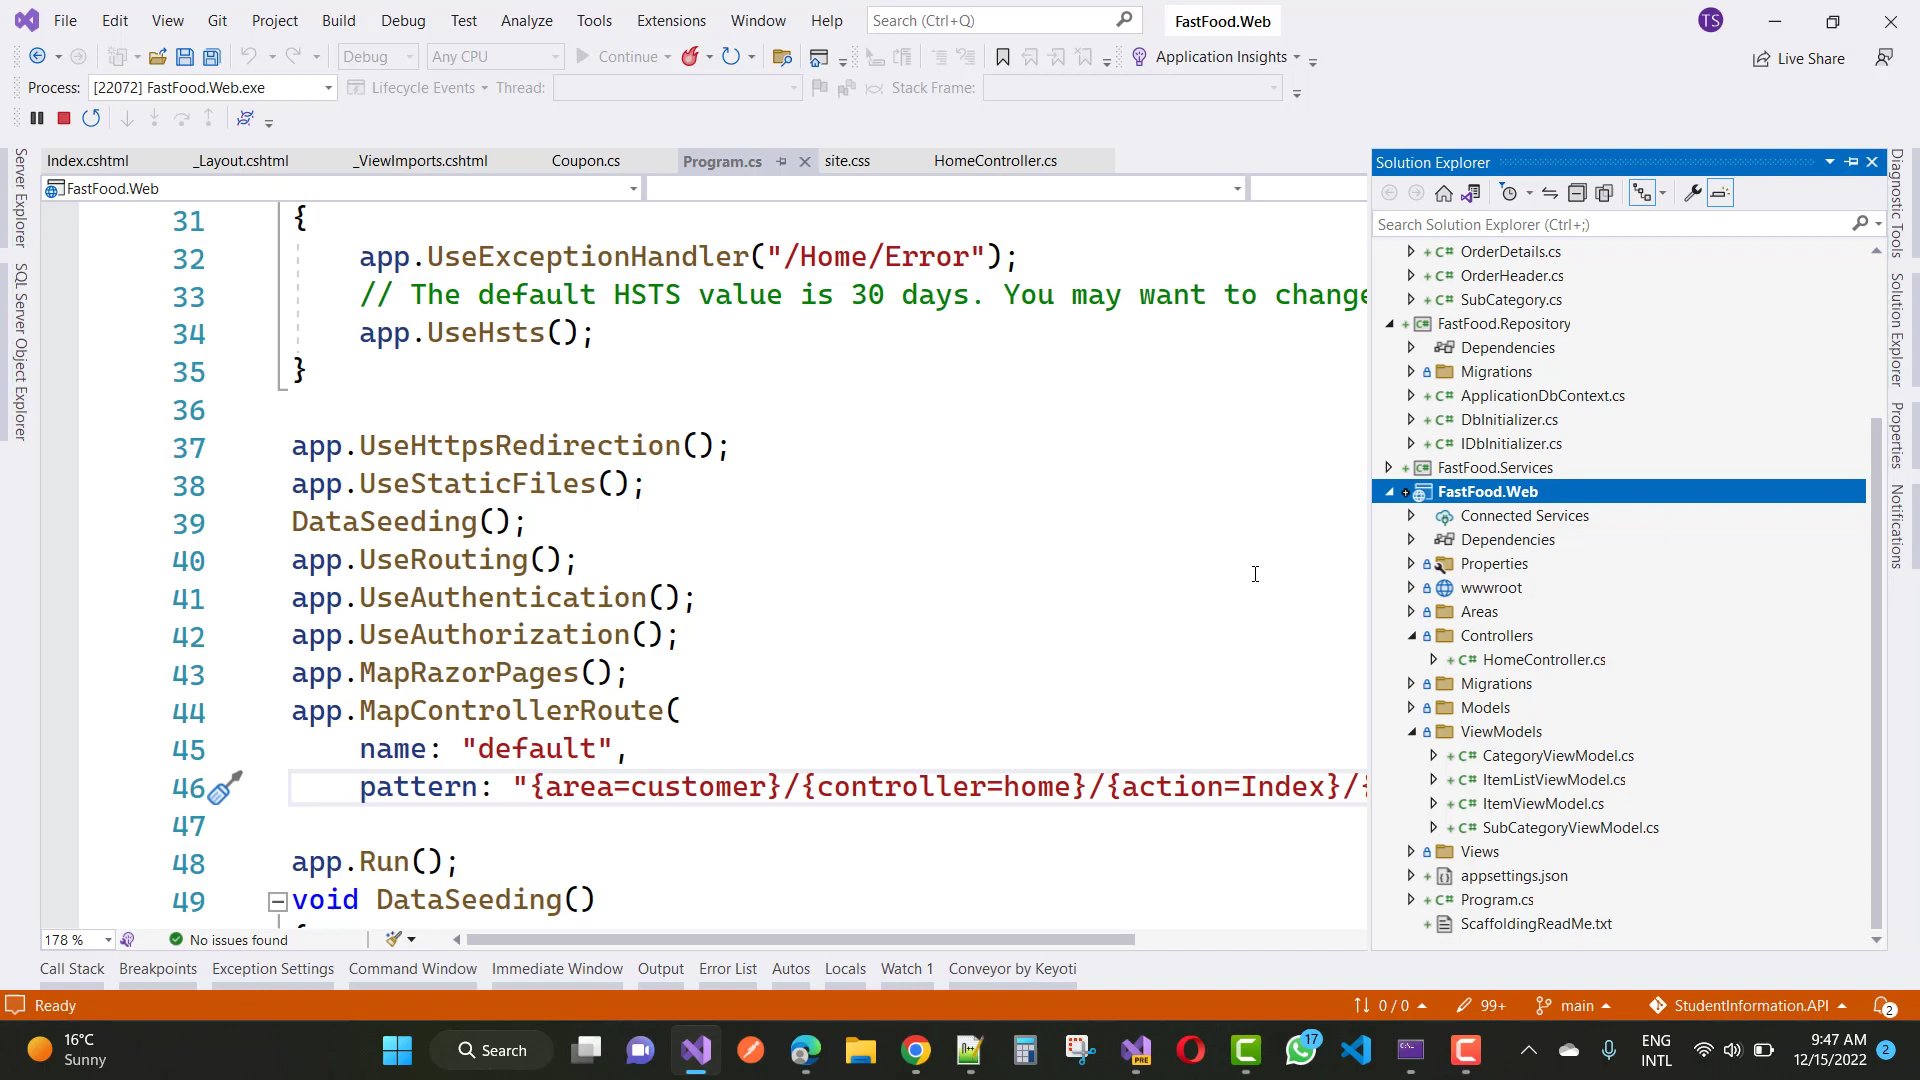 File Edit View Git Project Build Debug Test Analyze Tools Extensions Window Help Search (Ctrl+Q) FastFood.Web TS
Debug Any CPU Continue Application Insights Live Share
Process: [22072] FastFood.Web.exe Lifecycle Events Thread: Stack Frame:
Server Explorer
SQL Server Object Explorer
Index.cshtml _Layout.cshtml _ViewImports.cshtml Coupon.cs Program.cs site.css HomeController.cs
FastFood.Web
31 {
32 app.UseExceptionHandler("/Home/Error");
33 // The default HSTS value is 30 days. You may want to change
34 app.UseHsts();
35 }
36
37 app.UseHttpsRedirection();
38 app.UseStaticFiles();
39 DataSeeding();
40 app.UseRouting();
41 app.UseAuthentication();
42 app.UseAuthorization();
43 app.MapRazorPages();
44 app.MapControllerRoute(
45 name: "default",
46 pattern: "{area=customer}/{controller=home}/{action=Index}/{
47
48 app.Run();
49 void DataSeeding()
178 % No issues found
Solution Explorer
Search Solution Explorer (Ctrl+;)
OrderDetails.cs
OrderHeader.cs
SubCategory.cs
FastFood.Repository
Dependencies
Migrations
ApplicationDbContext.cs
DbInitializer.cs
IDbInitializer.cs
FastFood.Services
FastFood.Web
Connected Services
Dependencies
Properties
wwwroot
Areas
Controllers
HomeController.cs
Migrations
Models
ViewModels
CategoryViewModel.cs
ItemListViewModel.cs
ItemViewModel.cs
SubCategoryViewModel.cs
Views
appsettings.json
Program.cs
ScaffoldingReadMe.txt
Diagnostic Tools
Solution Explorer
Properties
Notifications
Call Stack Breakpoints Exception Settings Command Window Immediate Window Output Error List Autos Locals Watch 1 Conveyor by Keyoti
Ready 0 / 0 99+ main StudentInformation.API 2
16°C
Sunny
Search
PRE
17
ENG
INTL
9:47 AM
12/15/2022
2